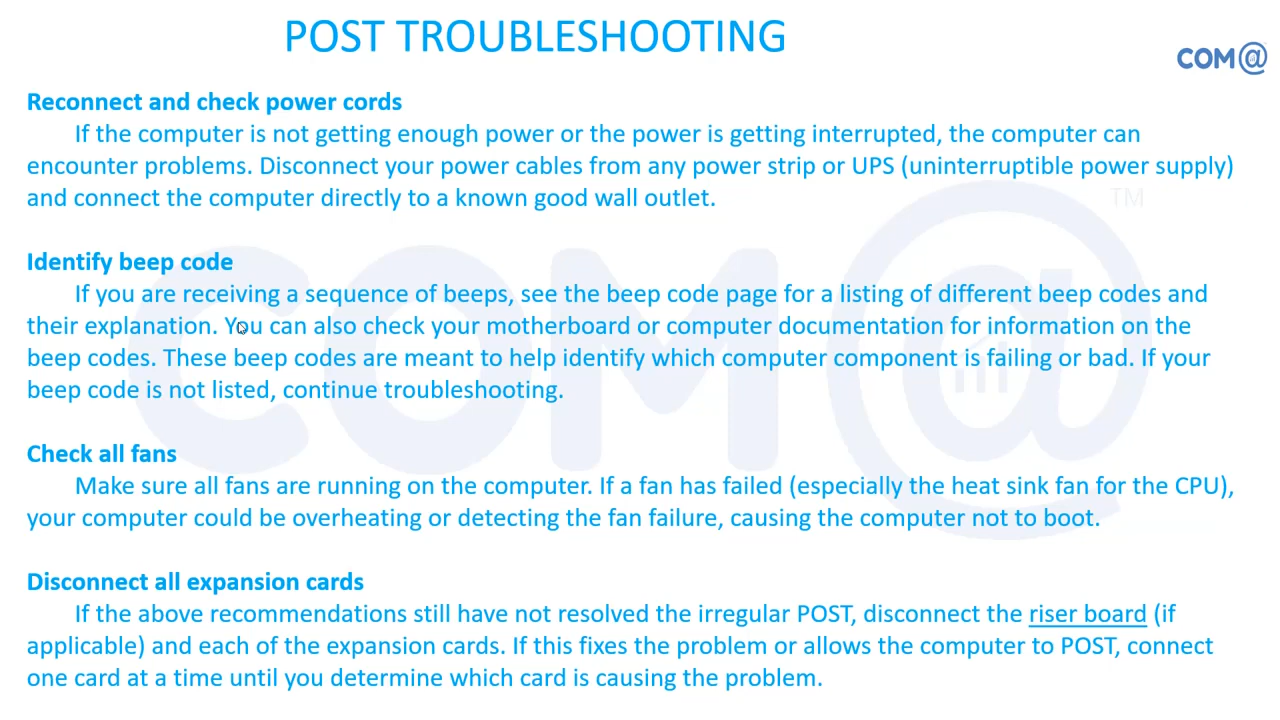 POST TROUBLESHOOTING
COM@
Reconnect and check power cords
If the computer is not getting enough power or the power is getting interrupted, the computer can
encounter problems. Disconnect your power cables from any power strip or UPS (uninterruptible power supply)
and connect the computer directly to a known good wall outlet.
TM
Identify beep code
If you are receiving a sequence of beeps, see the beep code page for a listing of different beep codes and
their explanation. You can also check your motherboard or computer documentation for information on the
beep codes. These beep codes are meant to help identify which computer component is failing or bad. If your
beep code is not listed, continue troubleshooting.
COM@
Check all fans
Make sure all fans are running on the computer. If a fan has failed (especially the heat sink fan for the CPU),
your computer could be overheating or detecting the fan failure, causing the computer not to boot.
Disconnect all expansion cards
If the above recommendations still have not resolved the irregular POST, disconnect the riser board (if
applicable) and each of the expansion cards. If this fixes the problem or allows the computer to POST, connect
one card at a time until you determine which card is causing the problem.